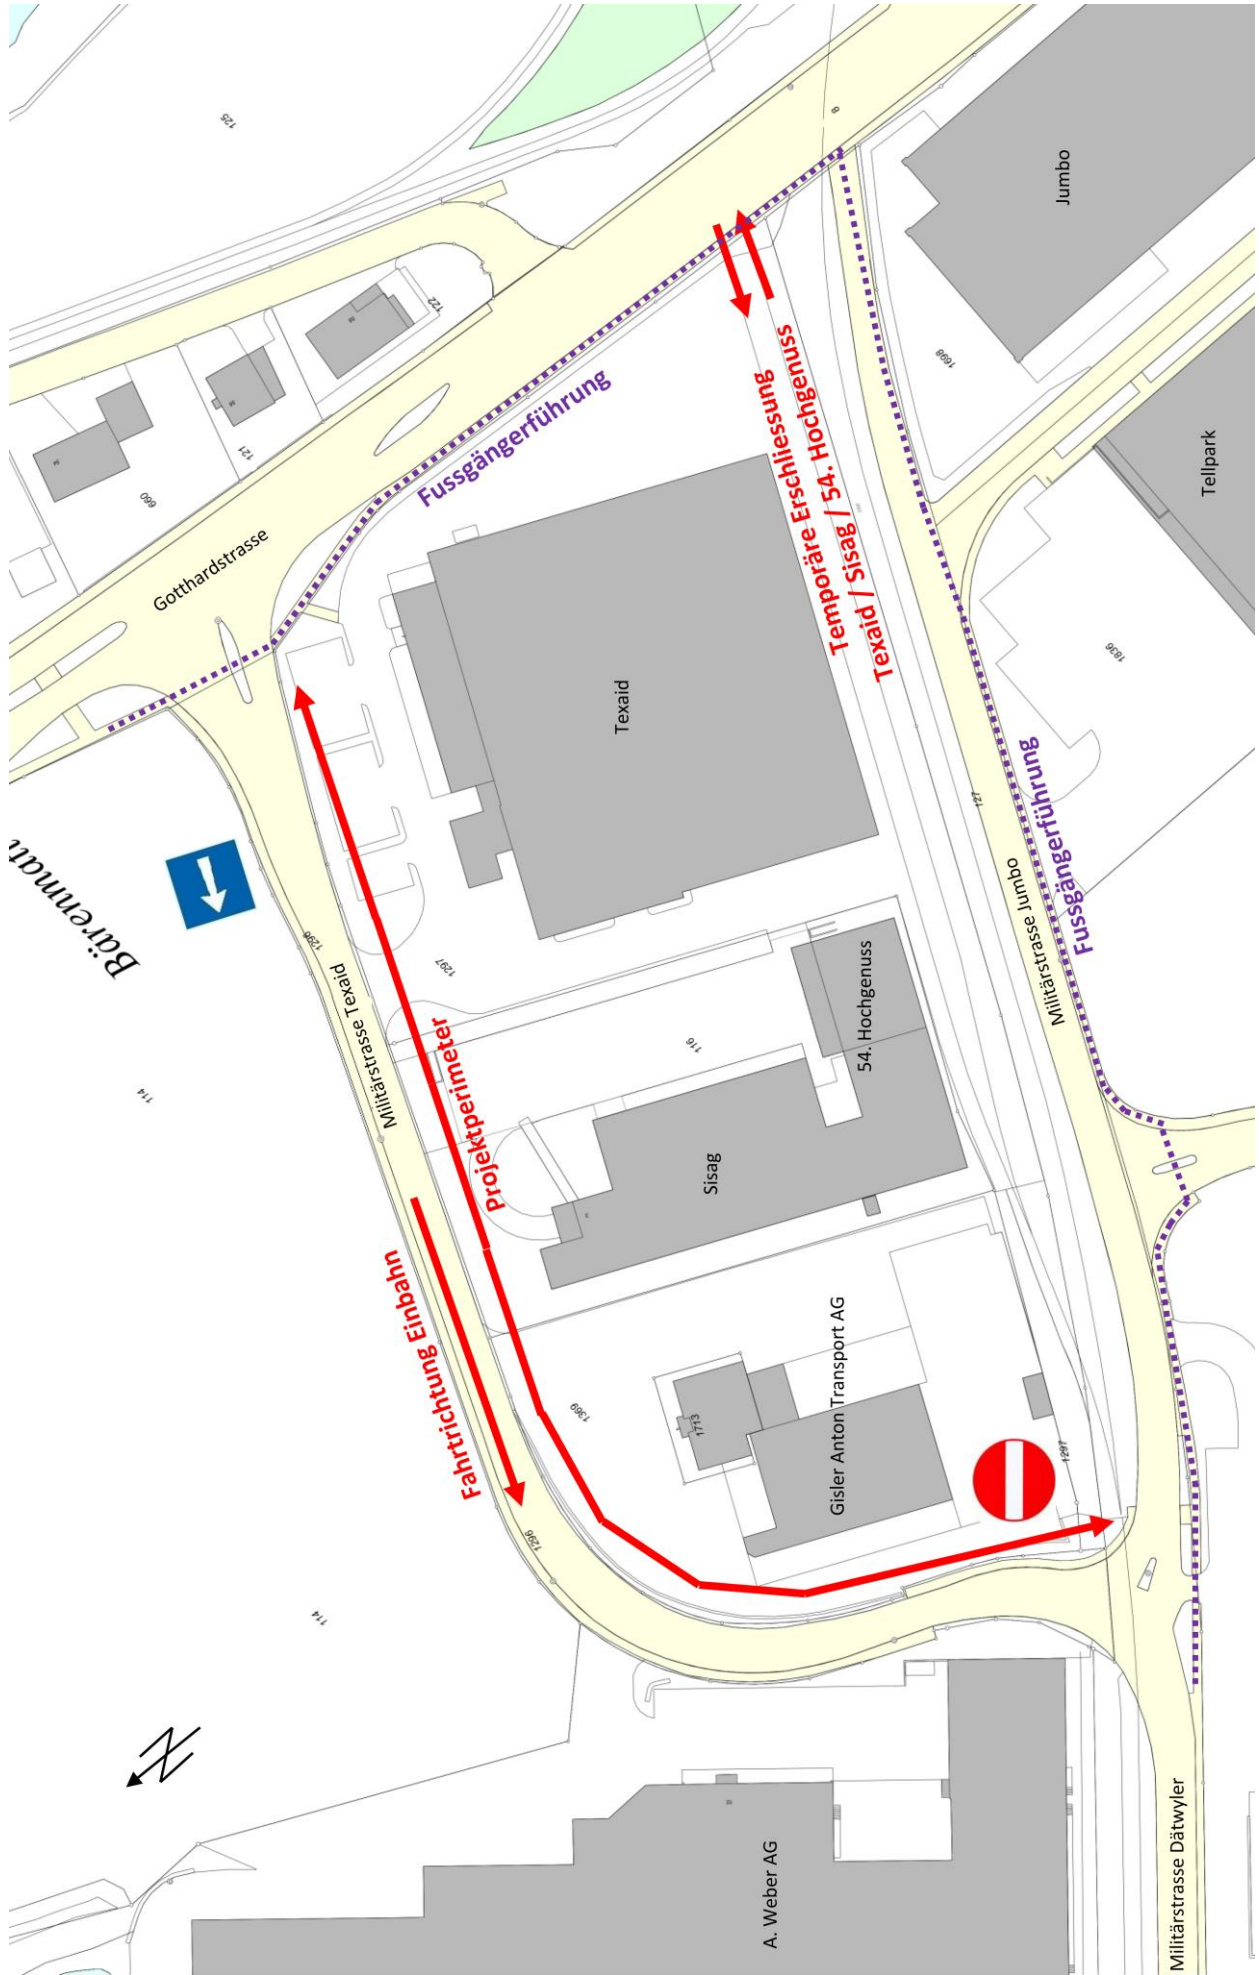 125
8
Jumbo
122
121
660
Gotthardstrasse
Fussgängerführung
1698
Temporäre Erschliessung
Texaid / Sisag / 54. Hochgenuss
Tellpark
1836
Texaid
Bärenmatt
127
Fussgängerführung
Militärstrasse Jumbo
1296
1297
Militärstrasse Texaid
114
116
54. Hochgenuss
Projektperimeter
Sisag
Fahrtrichtung Einbahn
Gisler Anton Transport AG
1369
1713
1297
1296
114
N
A. Weber AG
Militärstrasse Dätwyler